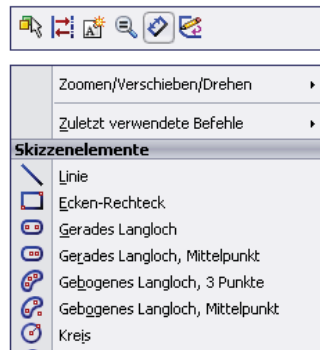 Zoomen/Verschieben/Drehen
Zuletzt verwendete Befehle
Skizzenelemente
Linie
Ecken-Rechteck
Gerades Langloch
Gerades Langloch, Mittelpunkt
Gebogenes Langloch, 3 Punkte
Gebogenes Langloch, Mittelpunkt
Kreis